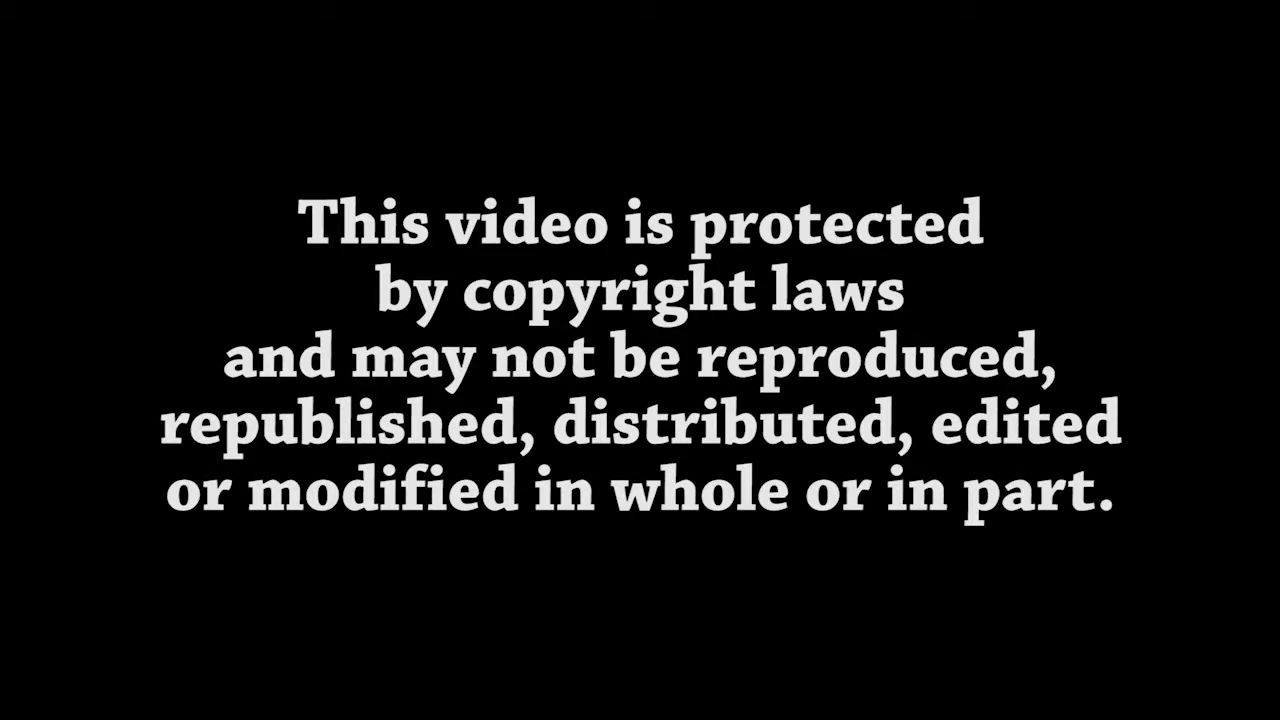 This video is protected
by copyright laws
and may not be reproduced,
republished, distributed, edited
or modified in whole or in part.